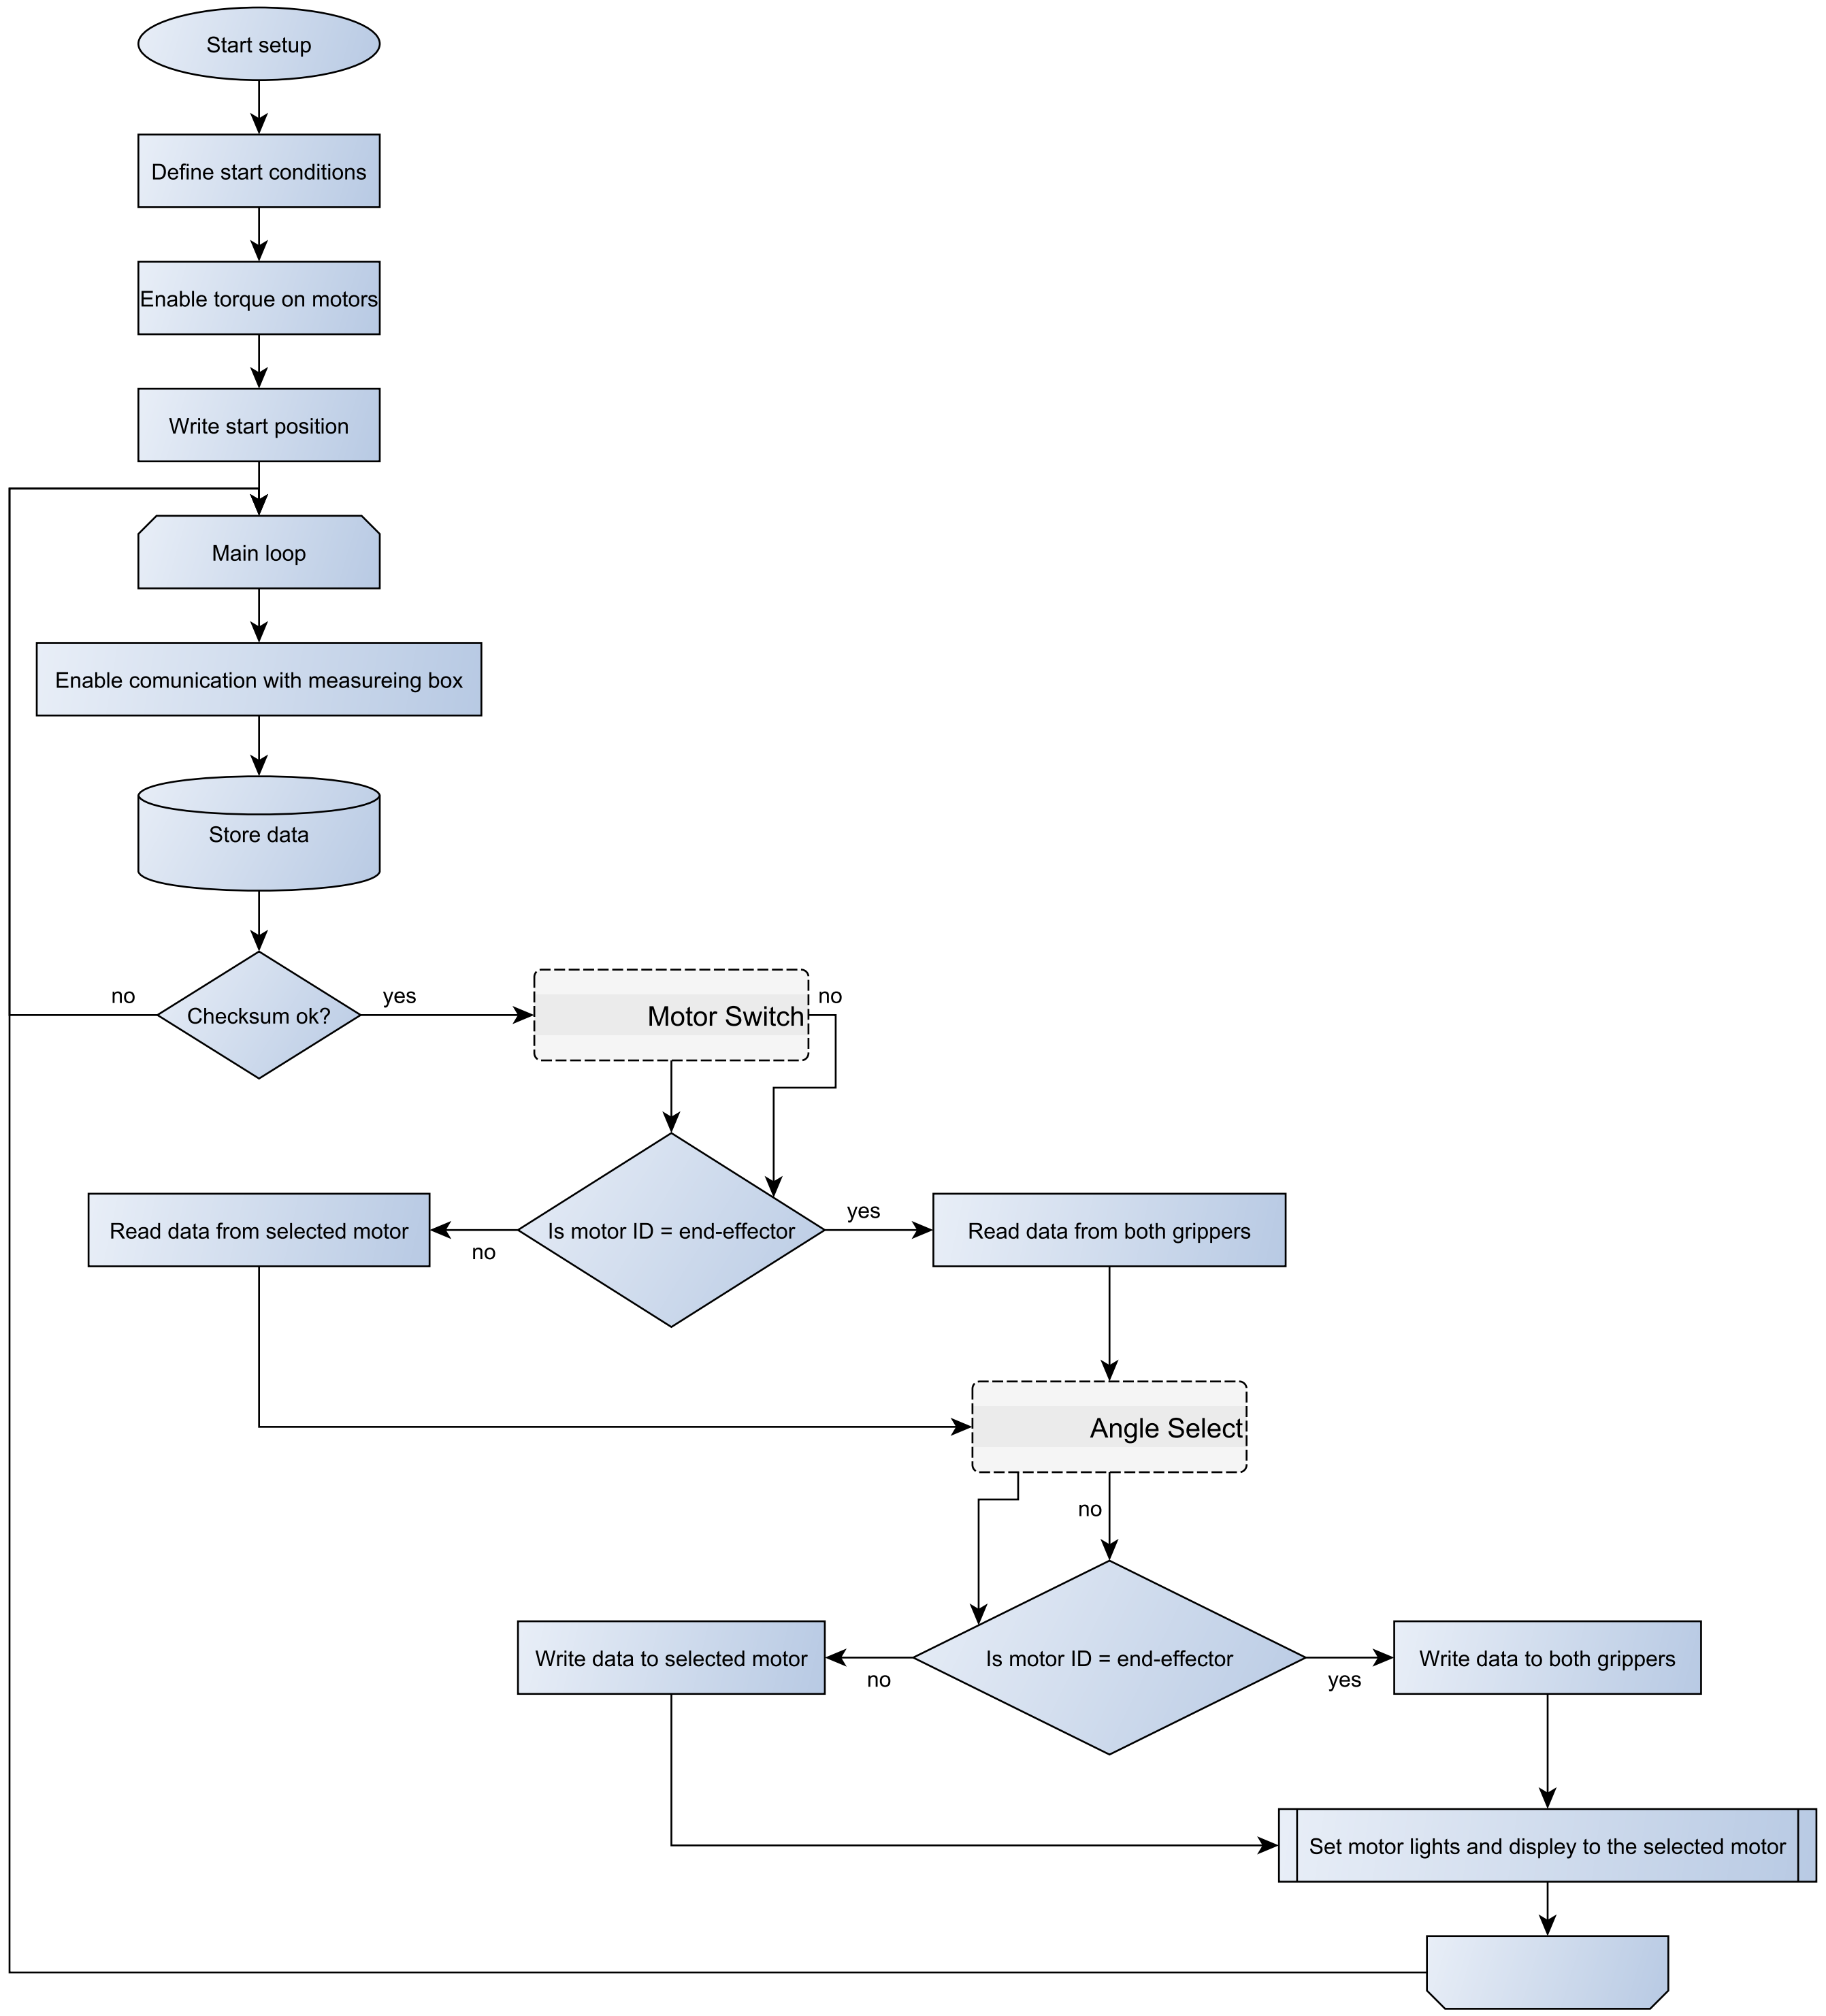 Start setup
Define start conditions
Enable torque on motors
Write start position
Main loop
Enable comunication with measureing box
Store data
no
Checksum ok?
yes
Motor Switch
no
Read data from selected motor
no
Is motor ID = end-effector
yes
Read data from both grippers
Angle Select
no
Write data to selected motor
no
Is motor ID = end-effector
yes
Write data to both grippers
Set motor lights and displey to the selected motor